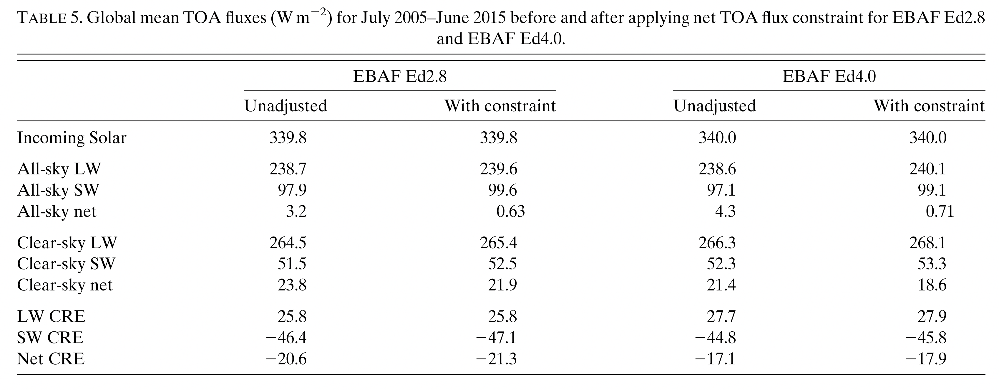 TABLE 5. Global mean TOA fluxes (W m−2) for July 2005–June 2015 before and after applying net TOA flux constraint for EBAF Ed2.8
and EBAF Ed4.0.
EBAF Ed2.8 EBAF Ed4.0
Unadjusted With constraint Unadjusted With constraint
Incoming Solar 339.8 339.8 340.0 340.0
All-sky LW 238.7 239.6 238.6 240.1
All-sky SW 97.9 99.6 97.1 99.1
All-sky net 3.2 0.63 4.3 0.71
Clear-sky LW 264.5 265.4 266.3 268.1
Clear-sky SW 51.5 52.5 52.3 53.3
Clear-sky net 23.8 21.9 21.4 18.6
LW CRE 25.8 25.8 27.7 27.9
SW CRE −46.4 −47.1 −44.8 −45.8
Net CRE −20.6 −21.3 −17.1 −17.9